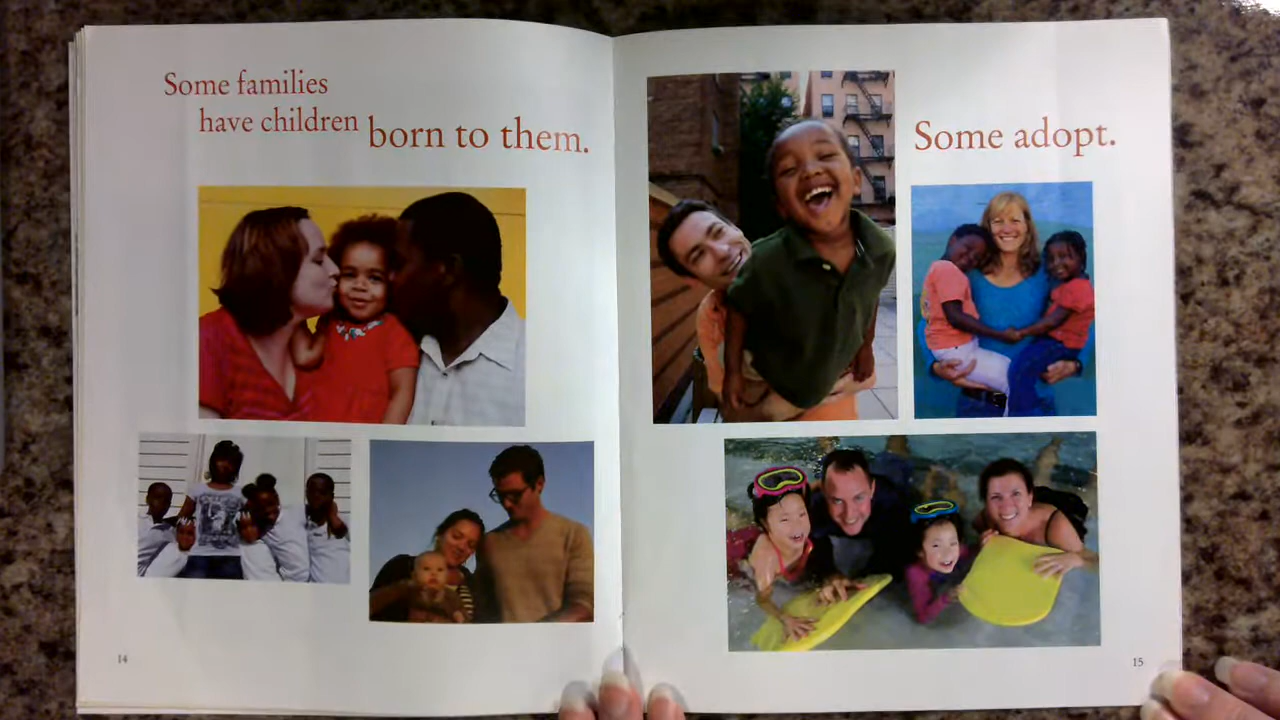 Some families
have children born to them.
14
Some adopt.
15